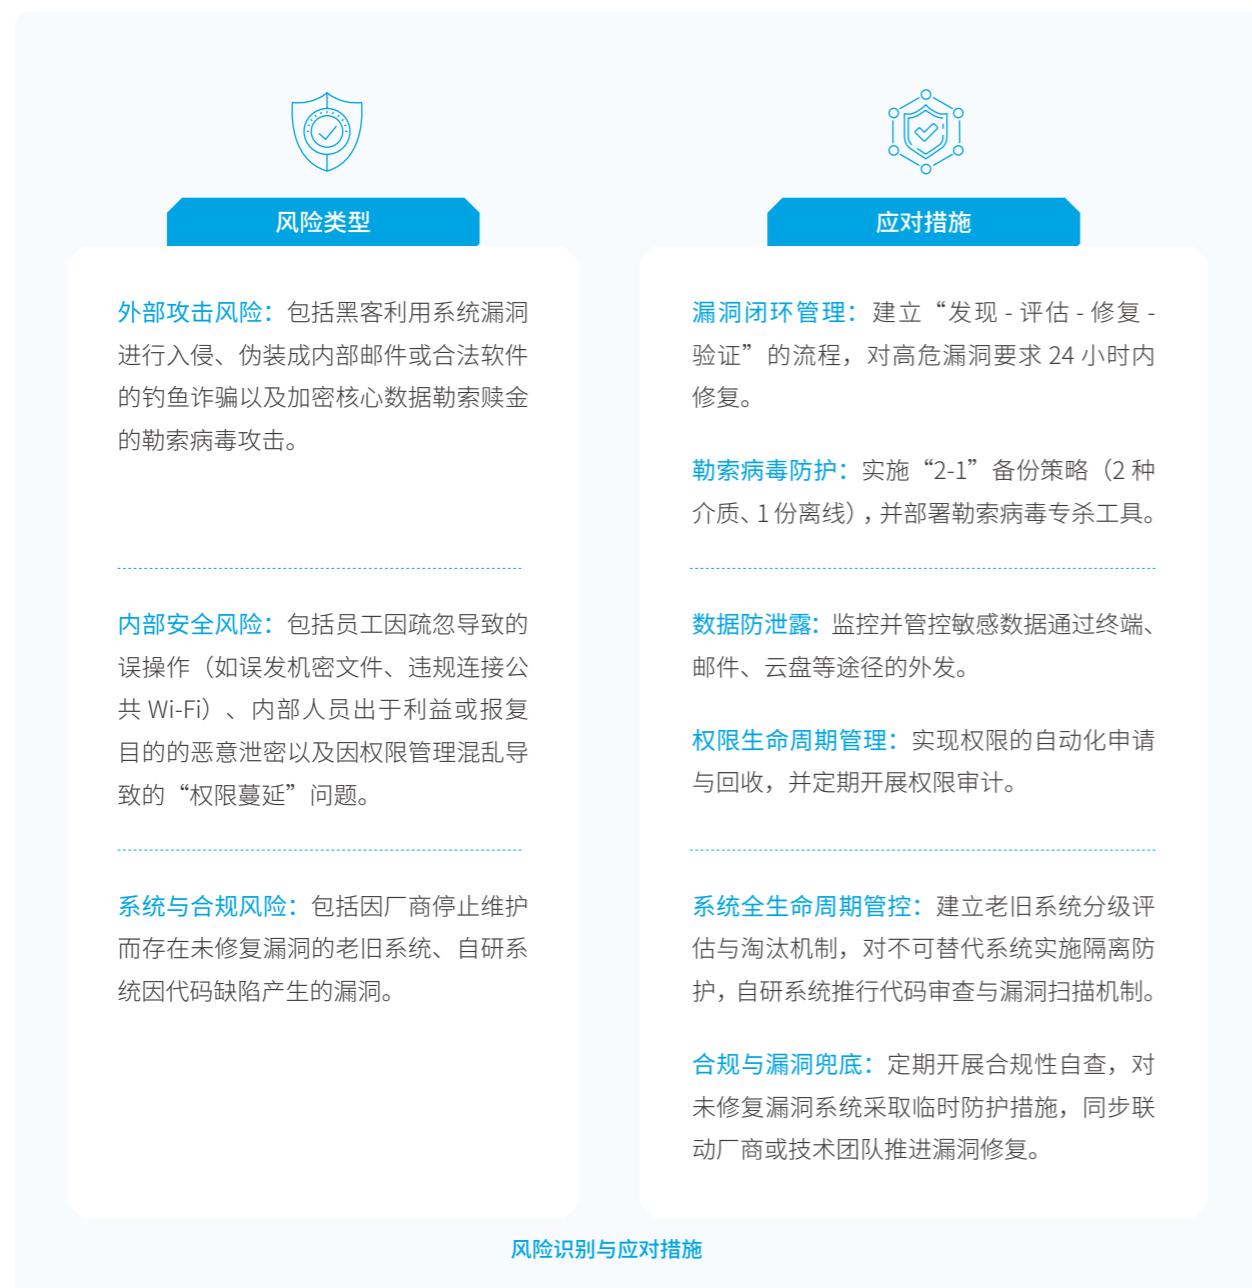 风险类型
外部攻击风险：包括黑客利用系统漏洞
进行入侵、伪装成内部邮件或合法软件
的钓鱼诈骗以及加密核心数据勒索赎金
的勒索病毒攻击。
内部安全风险：包括员工因疏忽导致的
误操作（如误发机密文件、违规连接公
共 Wi-Fi）、内部人员出于利益或报复
目的的恶意泄密以及因权限管理混乱导
致的“权限蔓延”问题。
系统与合规风险：包括因厂商停止维护
而存在未修复漏洞的老旧系统、自研系
统因代码缺陷产生的漏洞。
应对措施
漏洞闭环管理：建立“发现 - 评估 - 修复 -
验证”的流程，对高危漏洞要求 24 小时内
修复。
勒索病毒防护：实施“2-1”备份策略（2 种
介质、1 份离线），并部署勒索病毒专杀工具。
数据防泄露：监控并管控敏感数据通过终端、
邮件、云盘等途径的外发。
权限生命周期管理：实现权限的自动化申请
与回收，并定期开展权限审计。
系统全生命周期管控：建立老旧系统分级评
估与淘汰机制，对不可替代系统实施隔离防
护，自研系统推行代码审查与漏洞扫描机制。
合规与漏洞兜底：定期开展合规性自查，对
未修复漏洞系统采取临时防护措施，同步联
动厂商或技术团队推进漏洞修复。
风险识别与应对措施